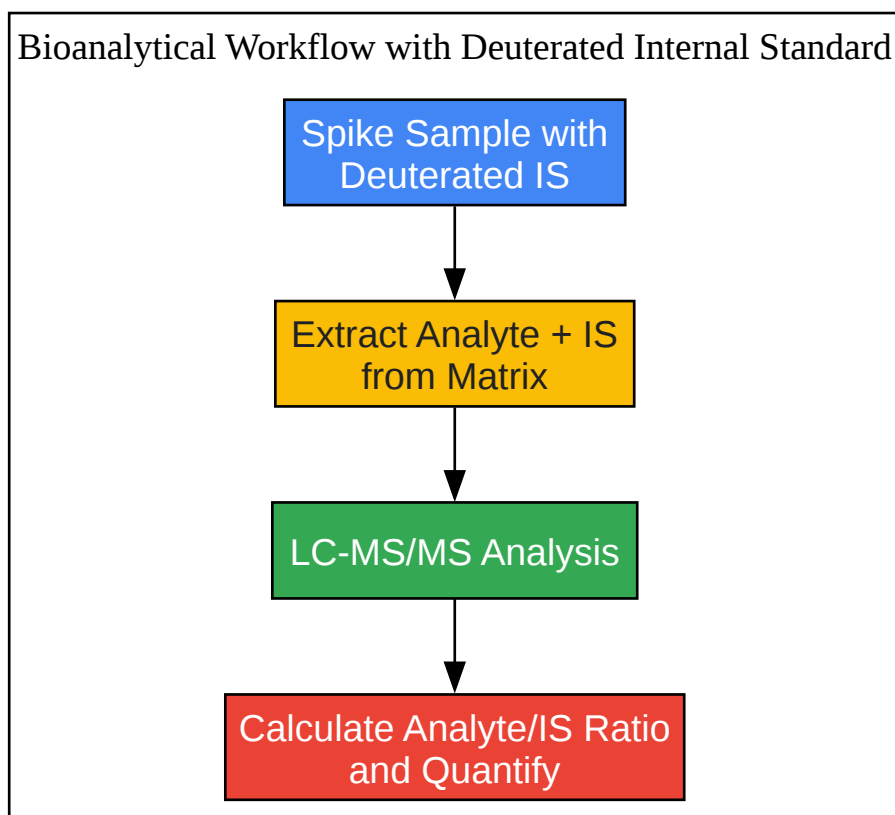 Bioanalytical Workflow with Deuterated Internal Standard
Spike Sample with
Deuterated IS
Extract Analyte + IS
from Matrix
LC-MS/MS Analysis
Calculate Analyte/IS Ratio
and Quantify